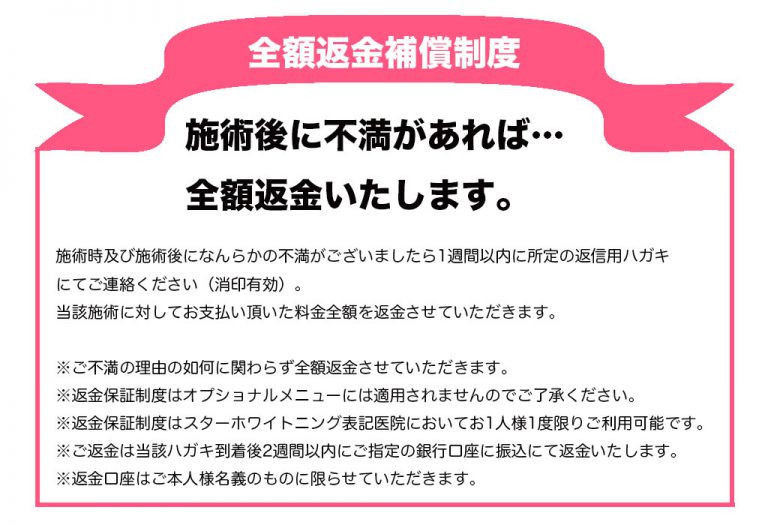 全額返金補償制度
施術後に不満があれば…
全額返金いたします。
施術時及び施術後になんらかの不満がございましたら1週間以内に所定の返信用ハガキ
にてご連絡ください（消印有効）。
当該施術に対してお支払い頂いた料金全額を返金させていただきます。
※ご不満の理由の如何に関わらず全額返金させていただきます。
※返金保証制度はオプショナルメニューには適用されませんのでご了承ください。
※返金保証制度はスターホワイトニング表記医院においてお1人様1度限りご利用可能です。
※ご返金は当該ハガキ到着後2週間以内にご指定の銀行口座に振込にて返金いたします。
※返金口座はご本人様名義のものに限らせていただきます。